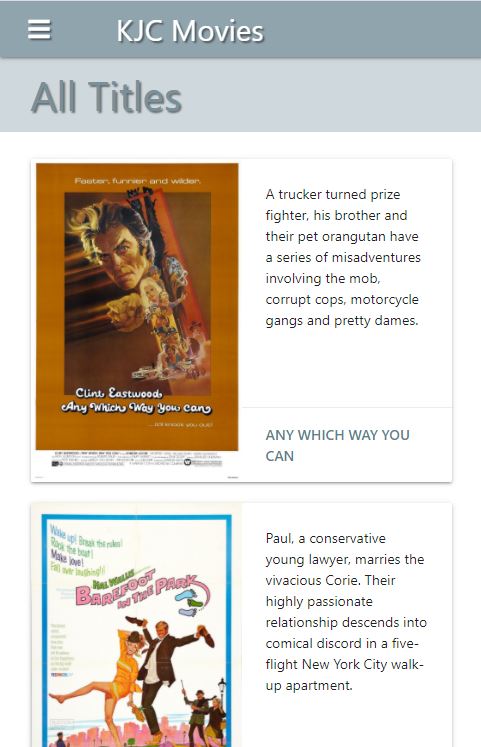 KJC Movies
All Titles
Faster, funnier and wilder.
Clint Eastwood
Any Which Way You Can
A trucker turned prize
fighter, his brother and
their pet orangutan have
a series of misadventures
involving the mob,
corrupt cops, motorcycle
gangs and pretty dames.
ANY WHICH WAY YOU
CAN
Wake up! Break the rules!
Rock the boat!
Make love!
Fall over laughing!!!
HAL WALLIS'
BAREFOOT
IN THE PARK
Paul, a conservative
young lawyer, marries the
vivacious Corie. Their
highly passionate
relationship descends into
comical discord in a five-
flight New York City walk-
up apartment.